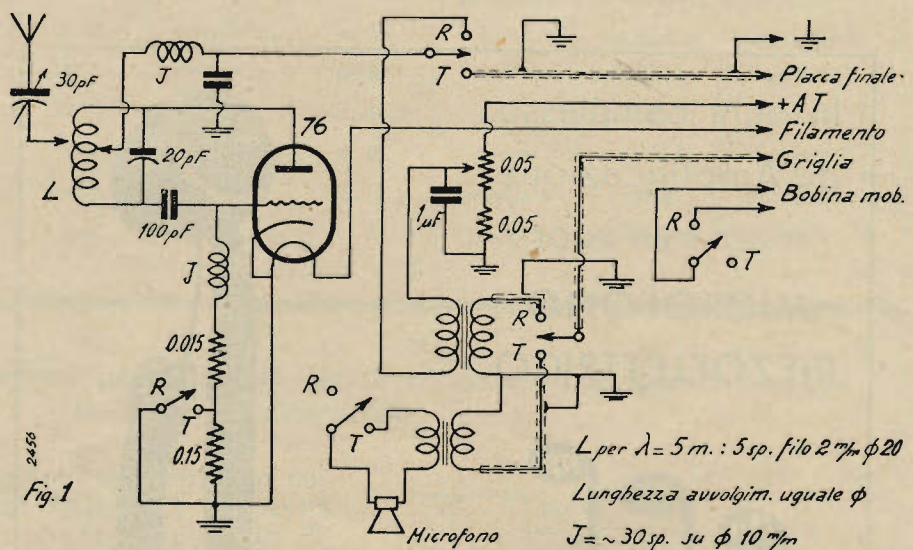 R
T
30pF
J
20pF
L
100pF
76
J
0.015
R
T
0.15
2456
Fig.1
Placca finale
+AT
Filamento
Griglia
Bobina mob.
0.05
1µF
0.05
R
T
R
T
R
T
Microfono
L per λ = 5 m. : 5 sp. filo 2 m/m φ 20
Lunghezza avvolgim. uguale φ
J = ~ 30 sp. su φ 10 m/m